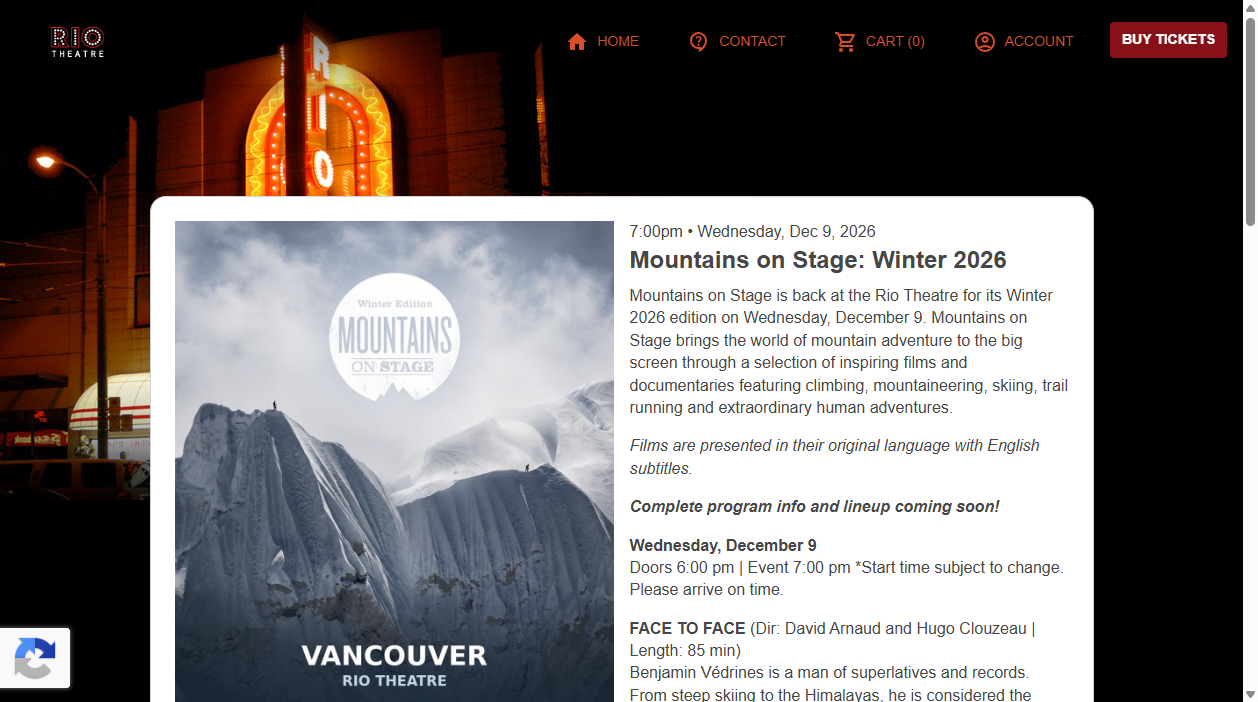 RIO
THEATRE
HOME
CONTACT
CART (0)
ACCOUNT
BUY TICKETS
RIO
Winter Edition
MOUNTAINS
ON STAGE
VANCOUVER
RIO THEATRE
7:00pm • Wednesday, Dec 9, 2026
Mountains on Stage: Winter 2026
Mountains on Stage is back at the Rio Theatre for its Winter
2026 edition on Wednesday, December 9. Mountains on
Stage brings the world of mountain adventure to the big
screen through a selection of inspiring films and
documentaries featuring climbing, mountaineering, skiing, trail
running and extraordinary human adventures.
Films are presented in their original language with English
subtitles.
Complete program info and lineup coming soon!
Wednesday, December 9
Doors 6:00 pm | Event 7:00 pm *Start time subject to change.
Please arrive on time.
FACE TO FACE (Dir: David Arnaud and Hugo Clouzeau |
Length: 85 min)
Benjamin Védrines is a man of superlatives and records.
From steep skiing to the Himalayas, he is considered the